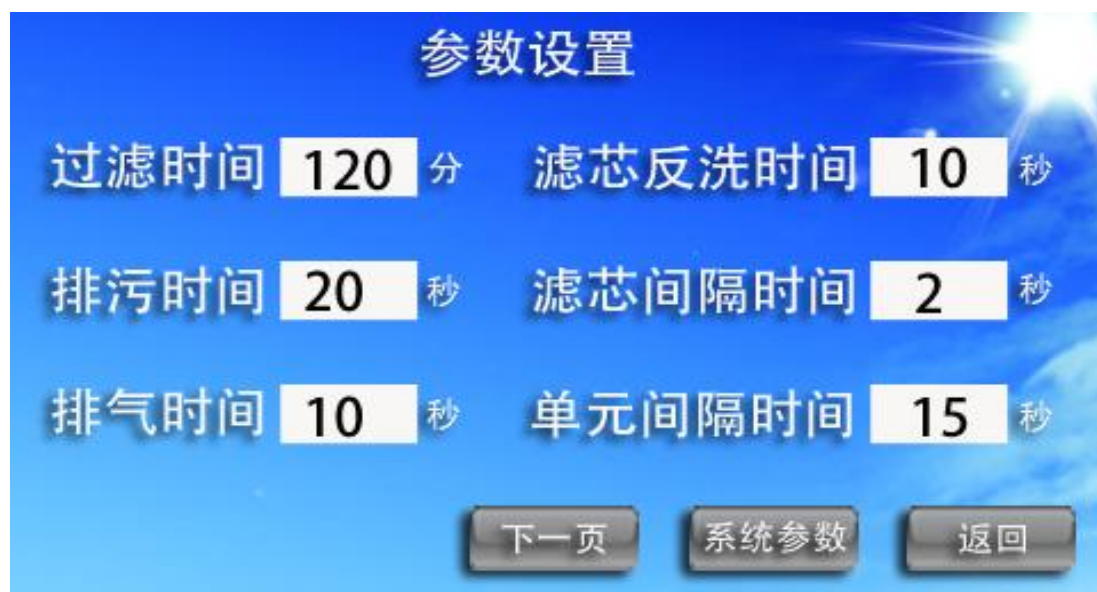 参数设置
过滤时间 120 分 滤芯反洗时间 10 秒
排污时间 20 秒 滤芯间隔时间 2 秒
排气时间 10 秒 单元间隔时间 15 秒
下一页 系统参数 返回